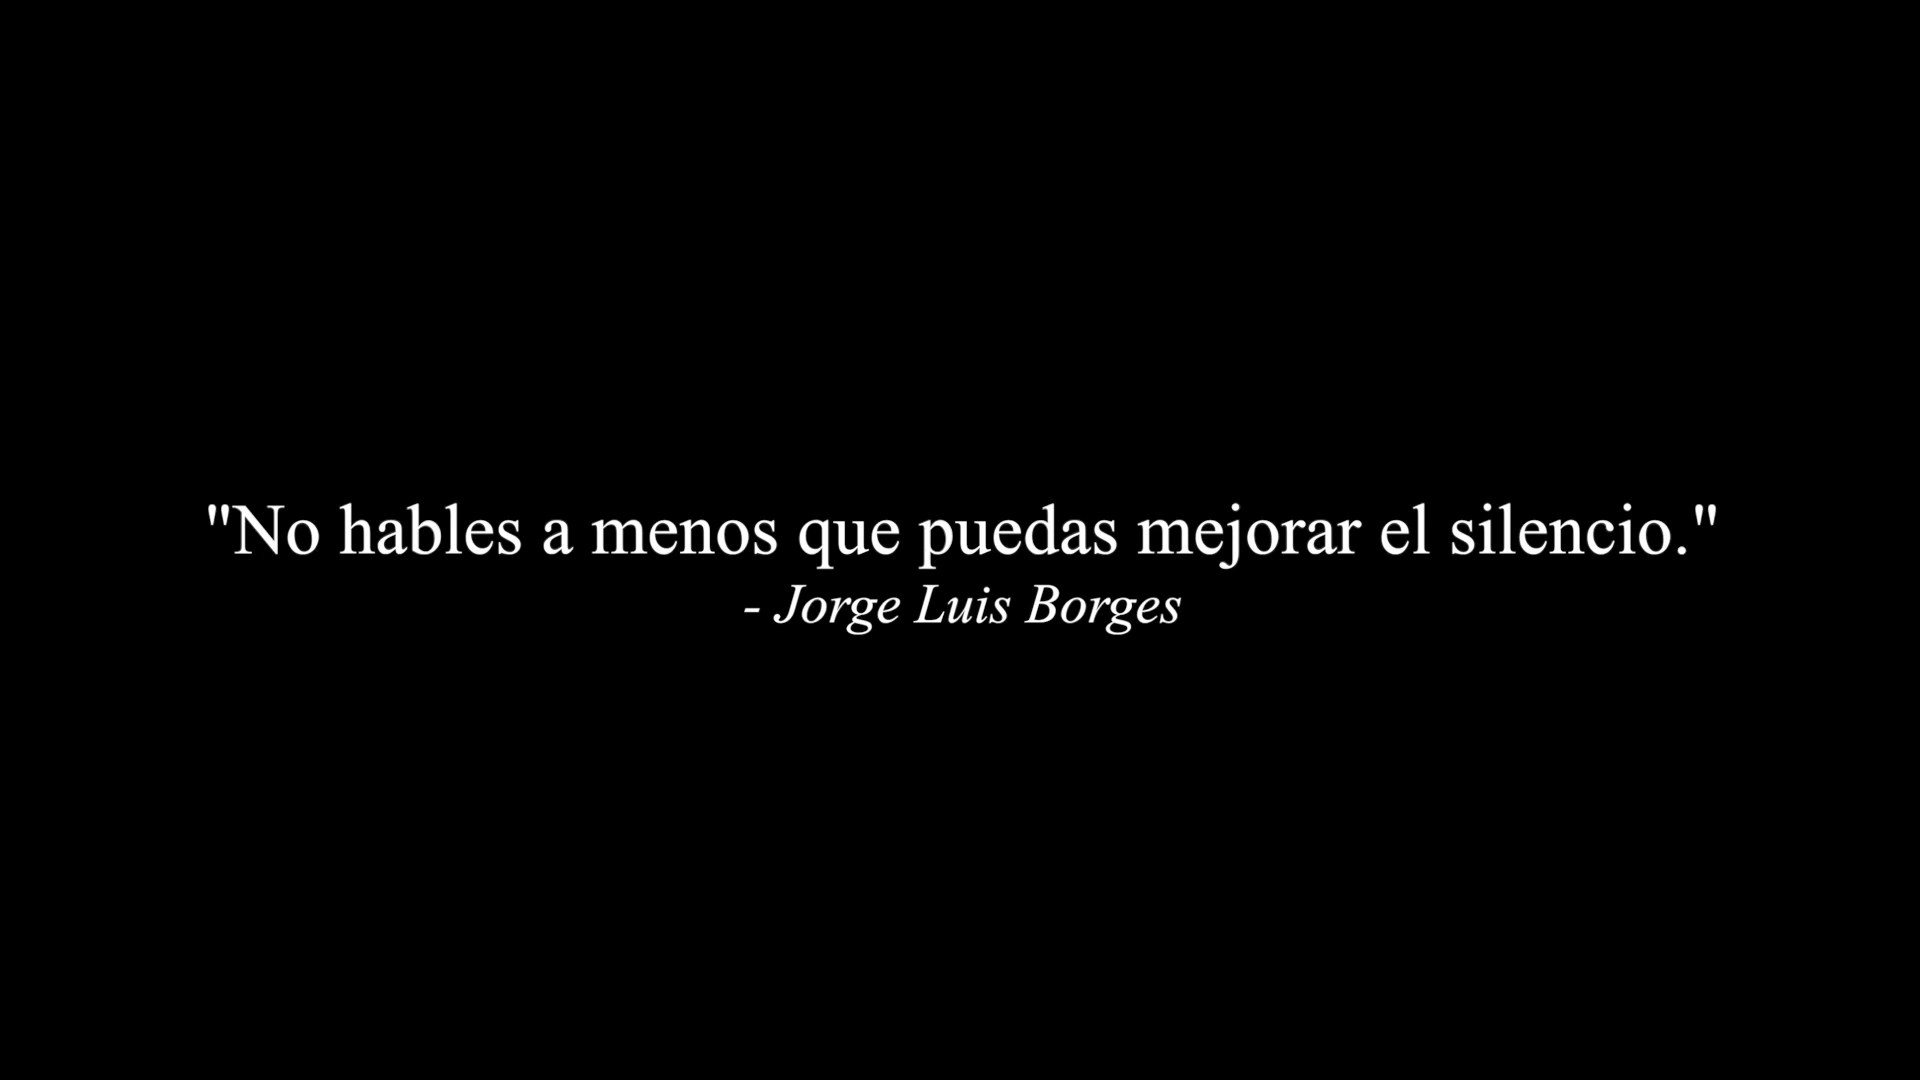 "No hables a menos que puedas mejorar el silencio."
- Jorge Luis Borges